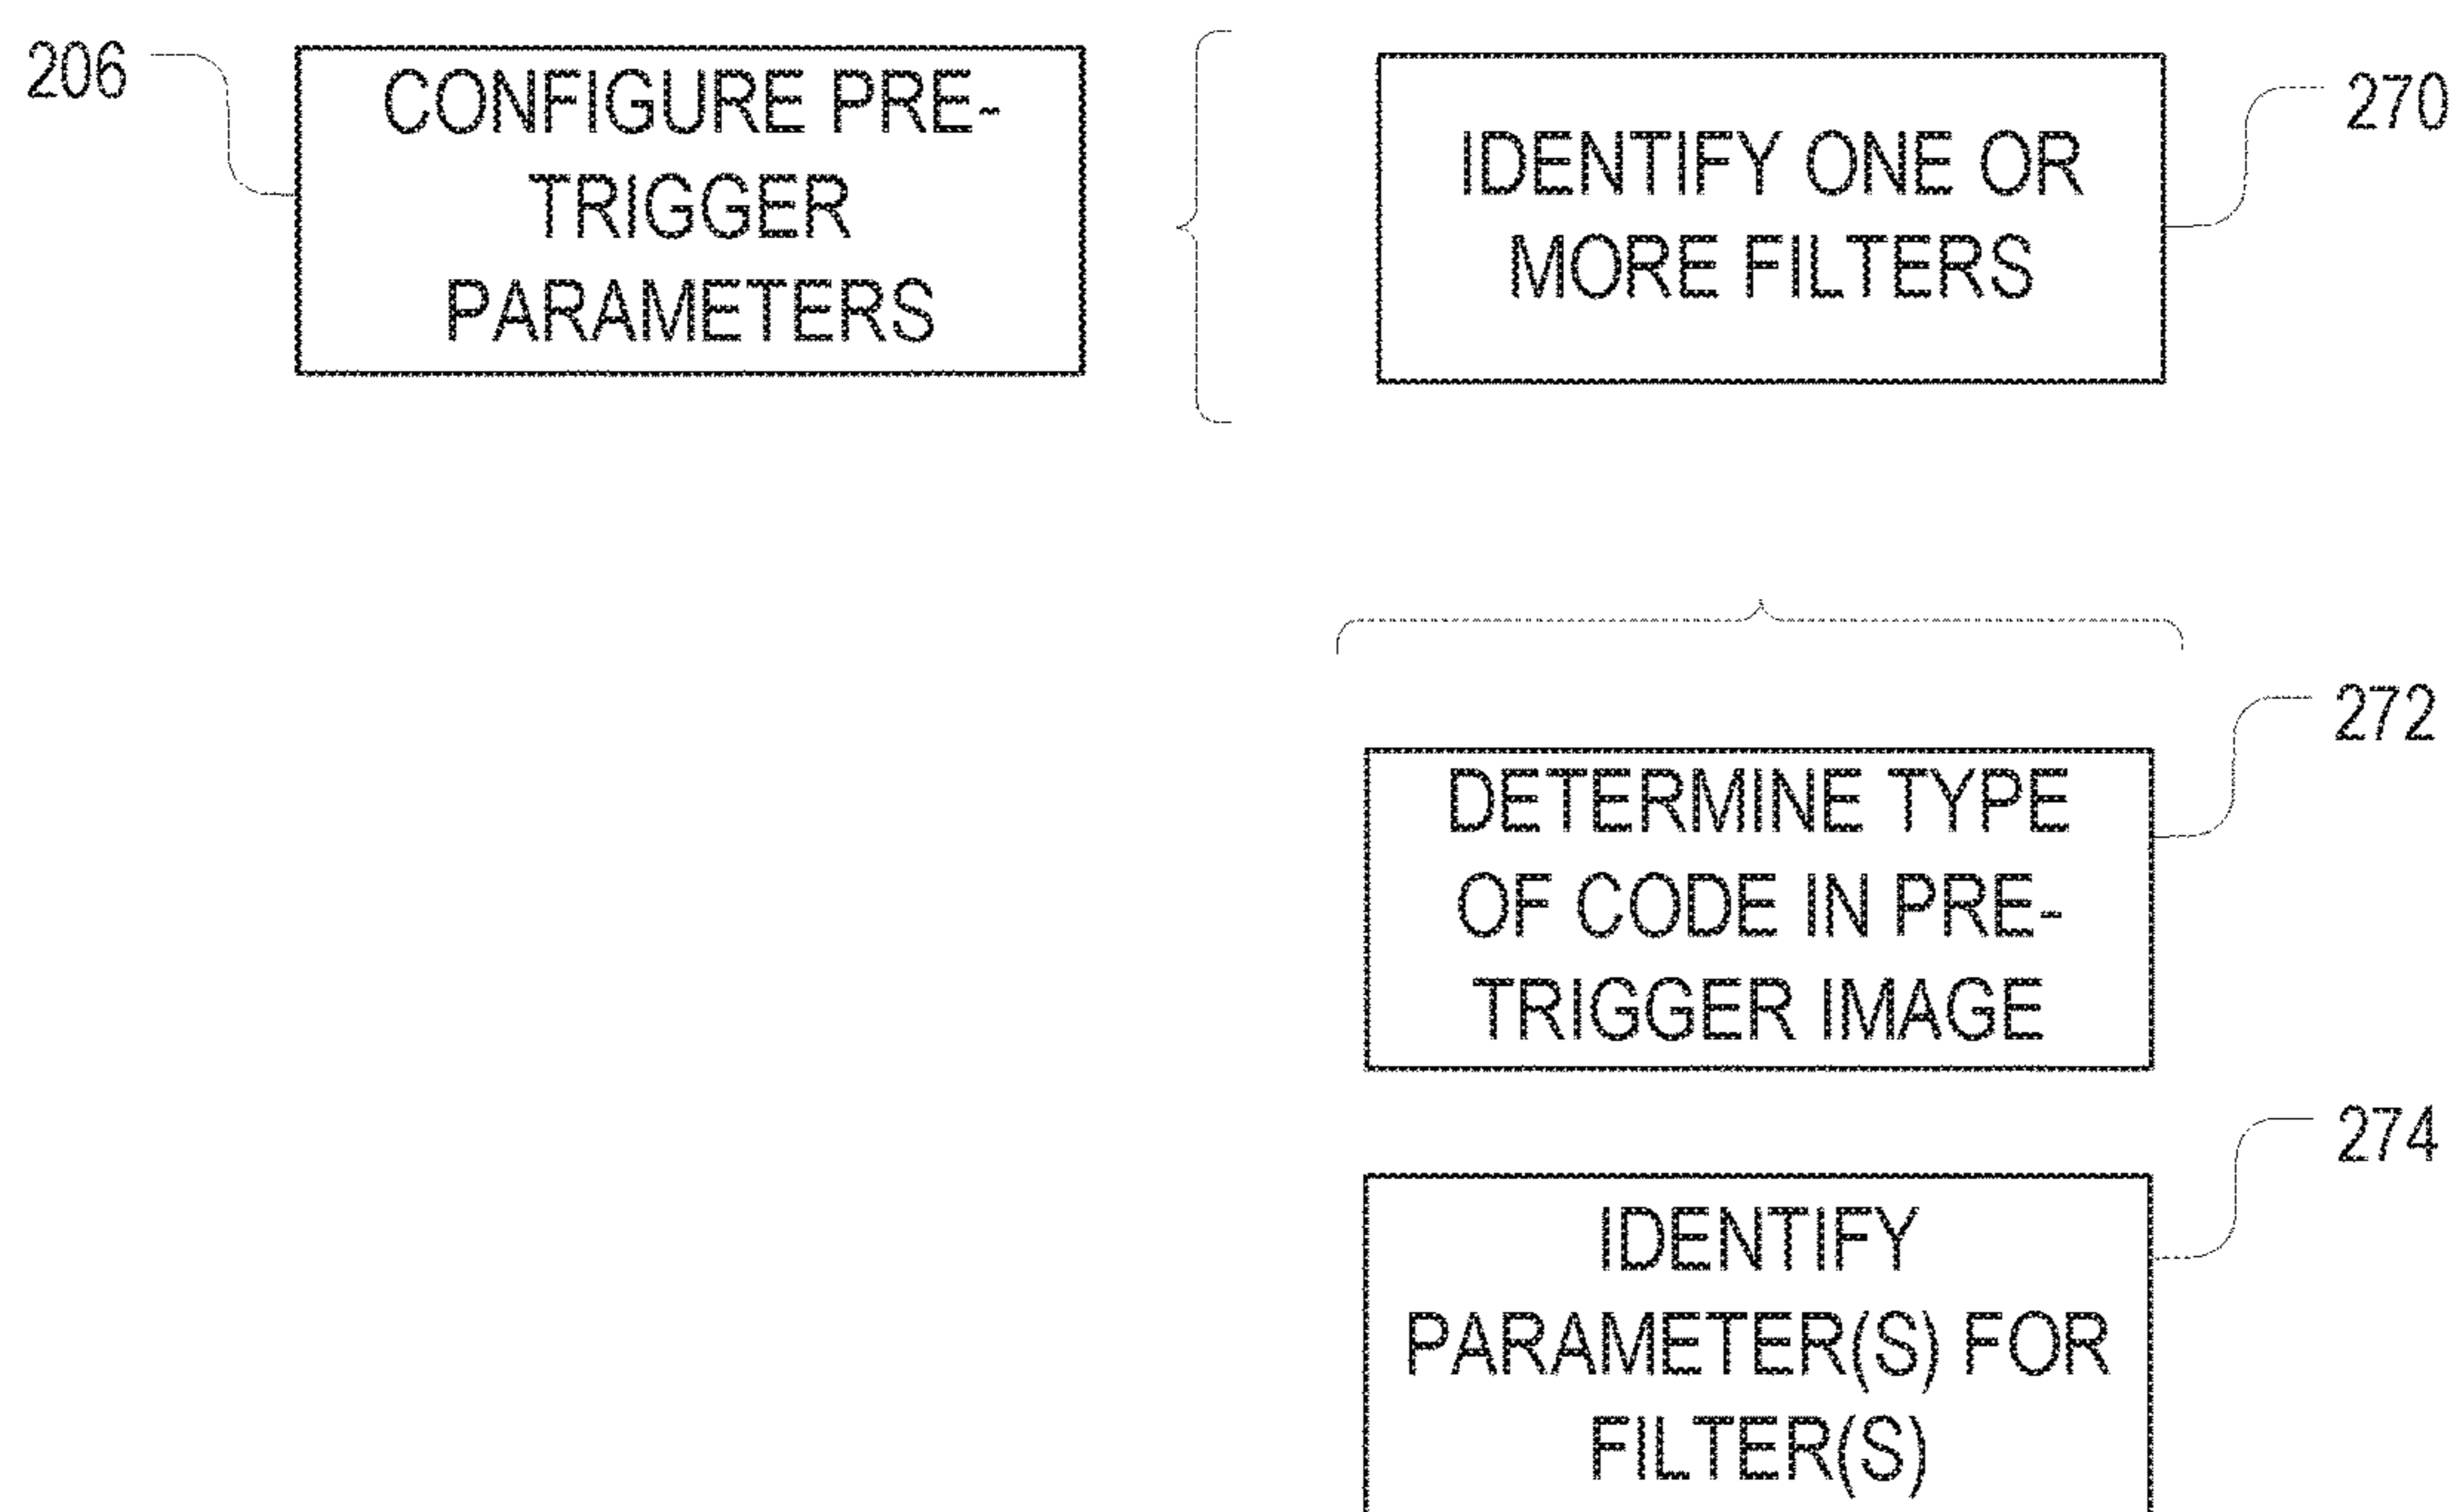 206
CONFIGURE PRE-
TRIGGER
PARAMETERS
IDENTIFY ONE OR
MORE FILTERS
270
272
DETERMINE TYPE
OF CODE IN PRE-
TRIGGER IMAGE
274
IDENTIFY
PARAMETER(S) FOR
FILTER(S)